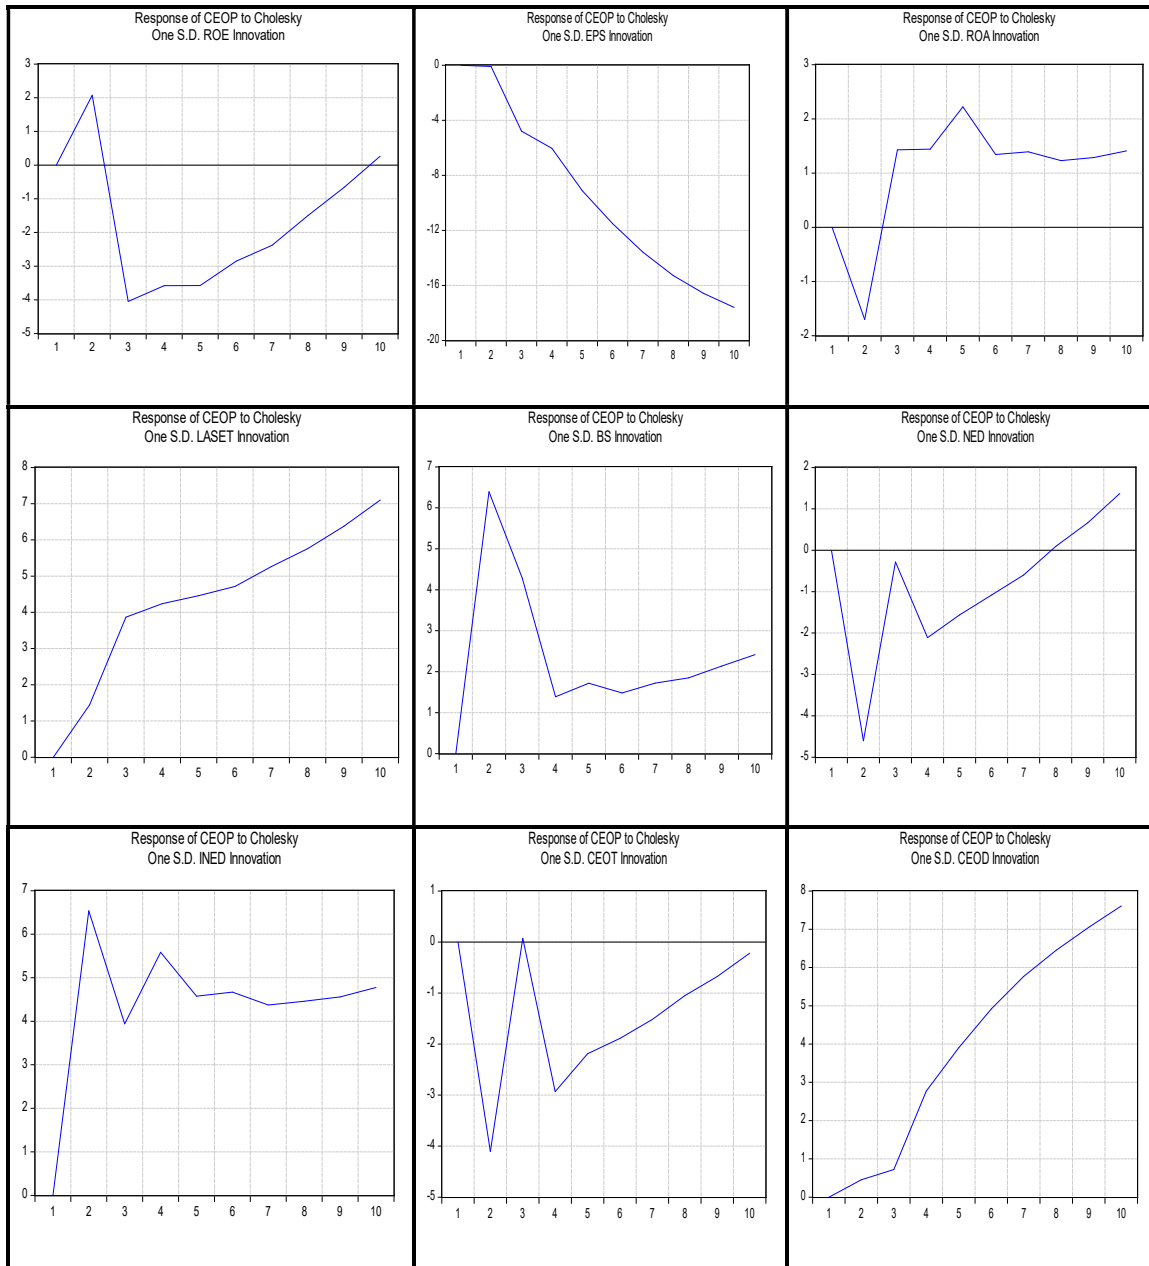 Response of CEOP to Cholesky
One S.D. ROE Innovation
3
2
1
0
-1
-2
-3
-4
-5
1 2 3 4 5 6 7 8 9 10
Response of CEOP to Cholesky
One S.D. EPS Innovation
0
-4
-8
-12
-16
-20
1 2 3 4 5 6 7 8 9 10
Response of CEOP to Cholesky
One S.D. ROA Innovation
3
2
1
0
-1
-2
1 2 3 4 5 6 7 8 9 10
Response of CEOP to Cholesky
One S.D. LASET Innovation
8
7
6
5
4
3
2
1
0
1 2 3 4 5 6 7 8 9 10
Response of CEOP to Cholesky
One S.D. BS Innovation
7
6
5
4
3
2
1
0
1 2 3 4 5 6 7 8 9 10
Response of CEOP to Cholesky
One S.D. NED Innovation
2
1
0
-1
-2
-3
-4
-5
1 2 3 4 5 6 7 8 9 10
Response of CEOP to Cholesky
One S.D. INED Innovation
7
6
5
4
3
2
1
0
1 2 3 4 5 6 7 8 9 10
Response of CEOP to Cholesky
One S.D. CEOT Innovation
1
0
-1
-2
-3
-4
-5
1 2 3 4 5 6 7 8 9 10
Response of CEOP to Cholesky
One S.D. CEOD Innovation
8
7
6
5
4
3
2
1
0
1 2 3 4 5 6 7 8 9 10